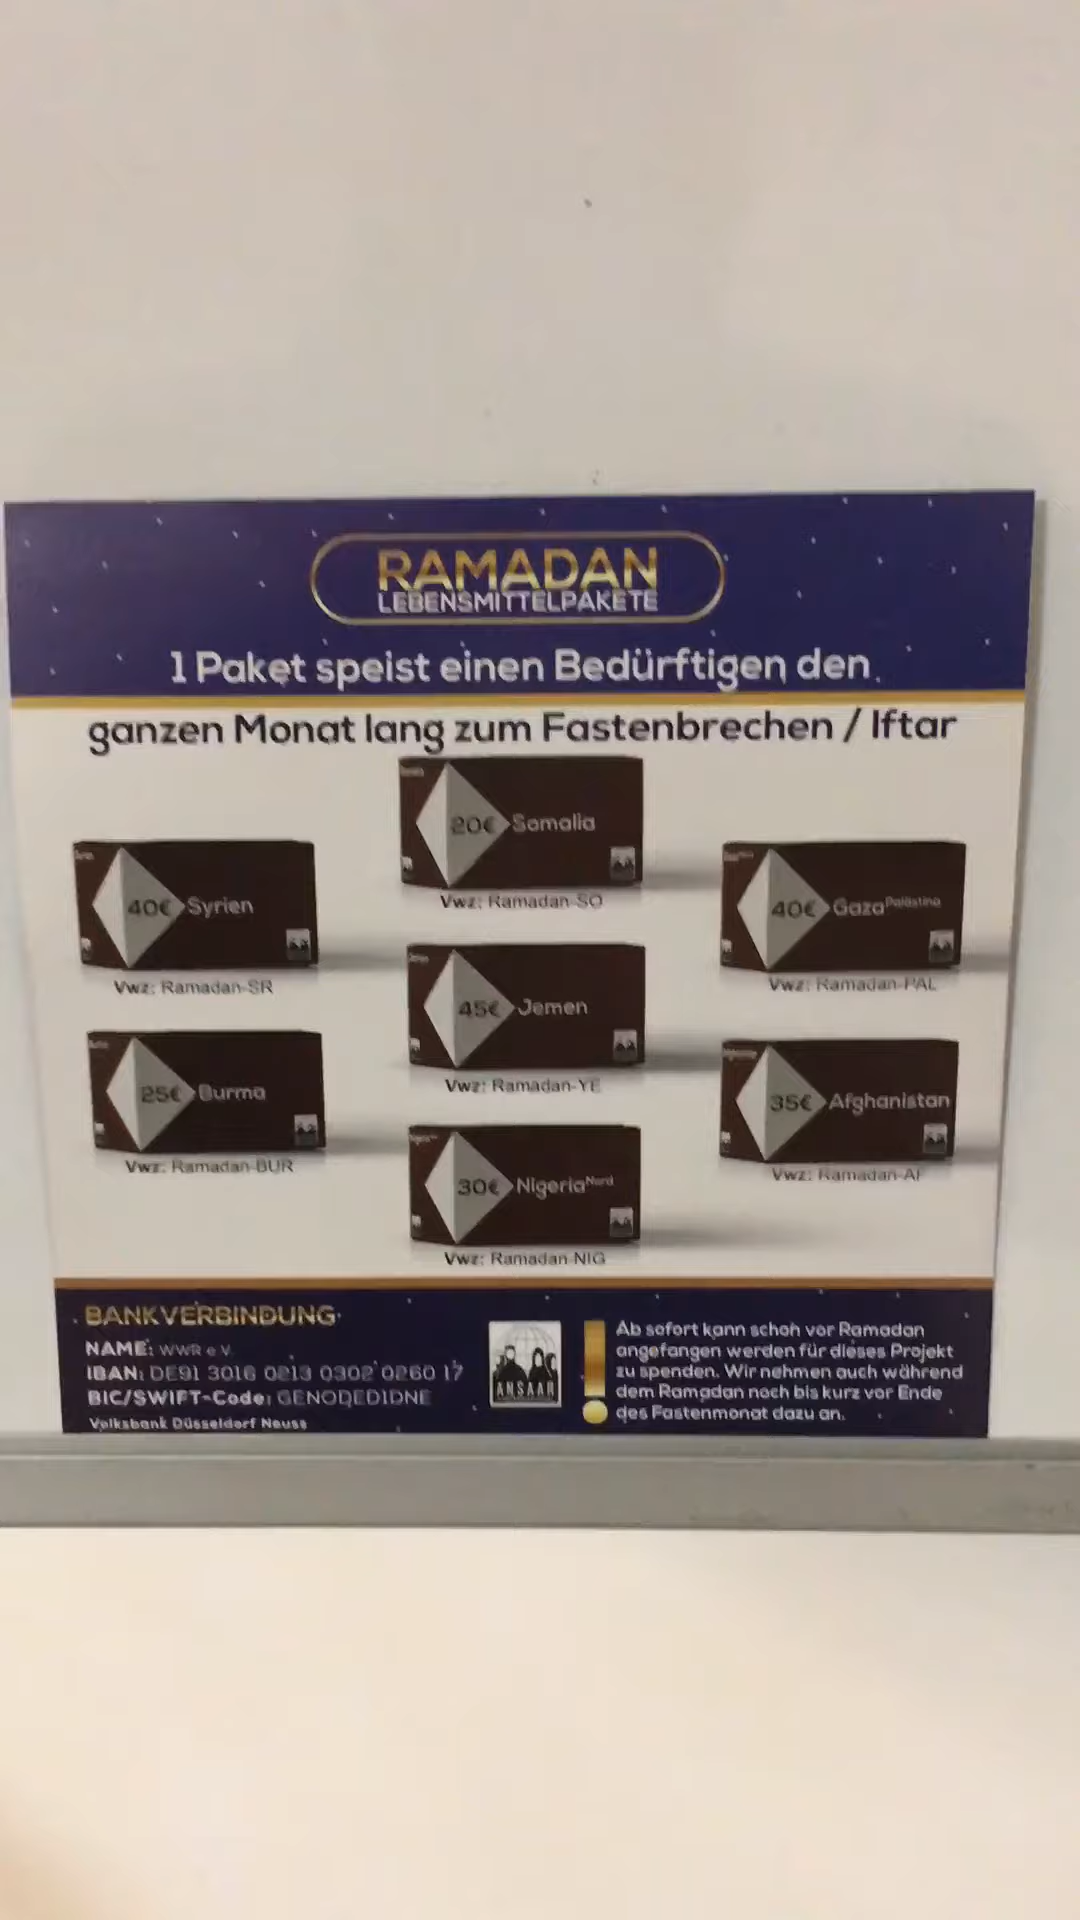 RAMADAN
LEBENSMITTELPAKETE
1 Paket speist einen Bedürftigen den
ganzen Monat lang zum Fastenbrechen / Iftar
20€ Somalia
Vwz: Ramadan-SO
40€ Syrien
Vwz: Ramadan-SR
40€ Gaza Palästina
Vwz: Ramadan-PAL
45€ Jemen
Vwz: Ramadan-YE
25€ Burma
Vwz: Ramadan-BUR
35€ Afghanistan
Vwz: Ramadan-AF
30€ Nigeria Nord
Vwz: Ramadan-NIG
BANKVERBINDUNG
NAME: WWR e.V.
IBAN: DE91 3016 0213 0302 0260 17
BIC/SWIFT-Code: GENODED1DNE
Volksbank Düsseldorf Neuss
ANSAAR
Ab sofort kann schon vor Ramadan
angefangen werden für dieses Projekt
zu spenden. Wir nehmen auch während
dem Ramadan noch bis kurz vor Ende
des Fastenmonat dazu an.